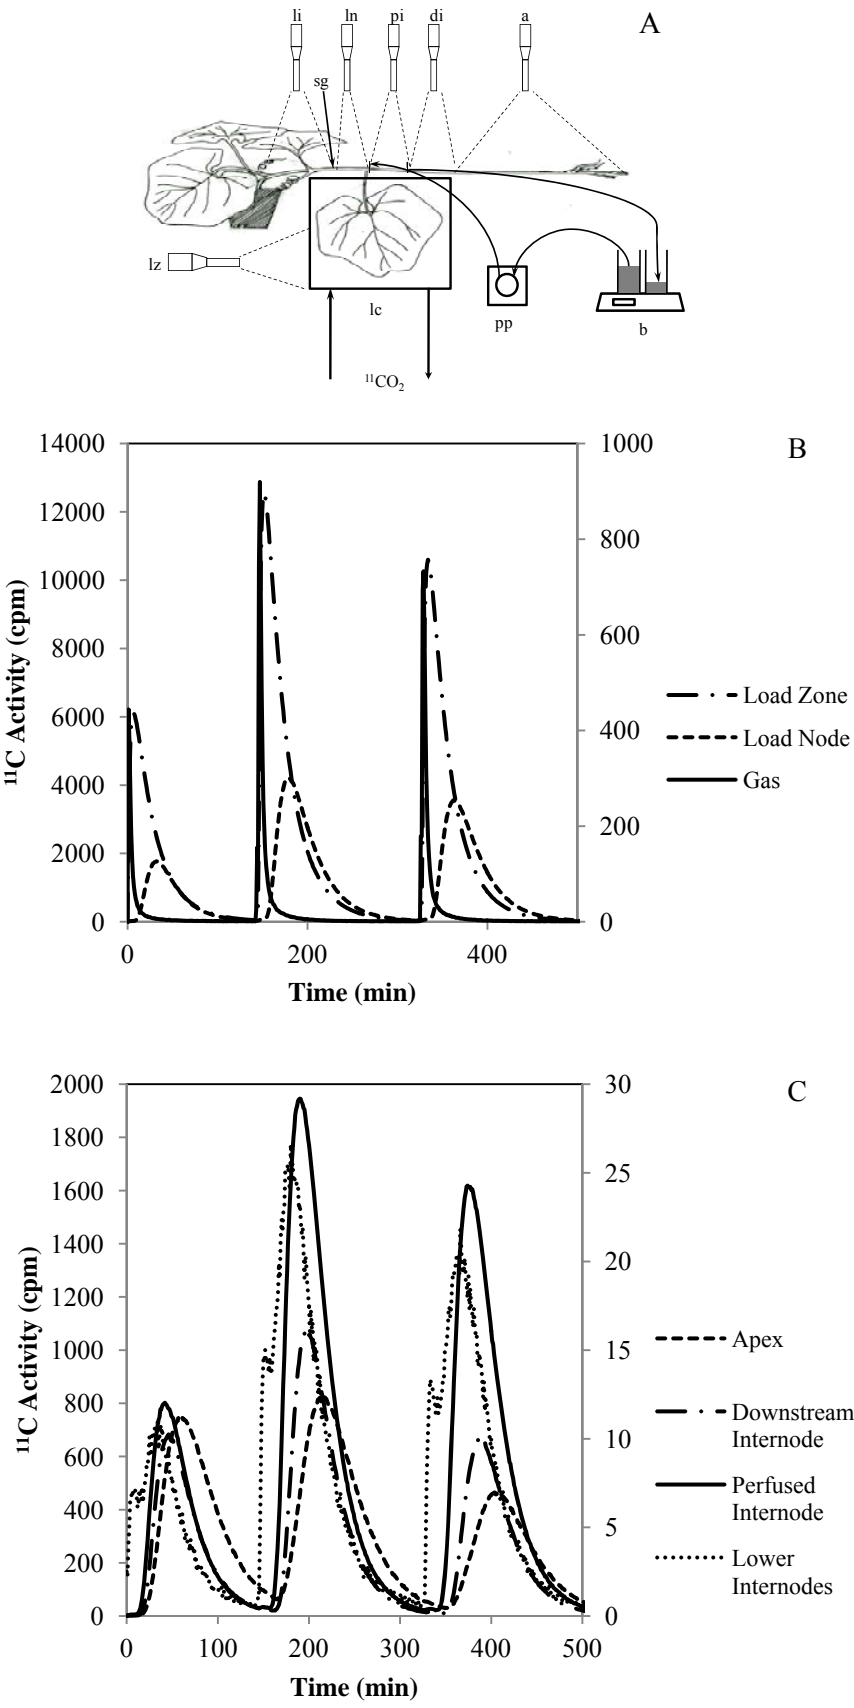 li ln pi di a A
sg
lz
lc
pp
b
¹¹CO₂
B
14000 1000
12000
800
10000
8000 600
6000
400
4000
200
2000
0 0
0 200 400
Time (min)
¹¹C Activity (cpm)
Load Zone
Load Node
Gas
C
2000 30
1800
25
1600
1400 20
1200
1000 15
800
10
600
400 5
200
0 0
0 100 200 300 400 500
Time (min)
¹¹C Activity (cpm)
Apex
Downstream
Internode
Perfused
Internode
Lower
Internodes